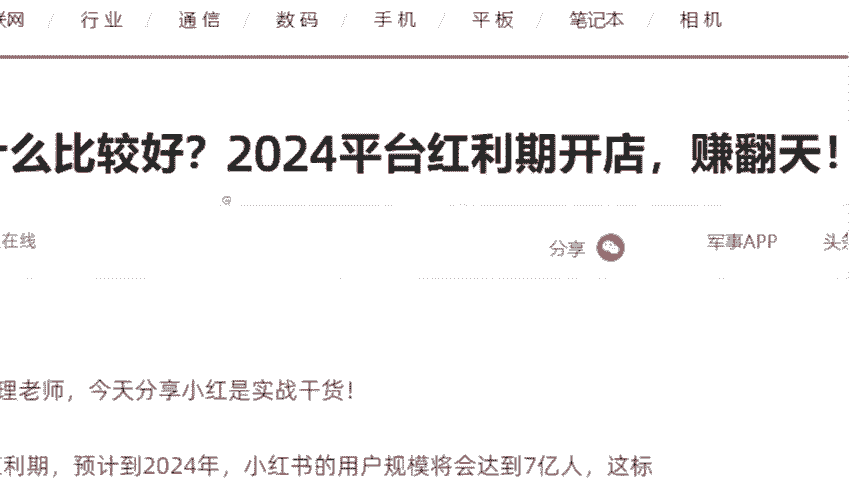 联网 / 行业 / 通信 / 数码 / 手机 / 平板 / 笔记本 / 相机
什么比较好？2024平台红利期开店，赚翻天！
在线 分享 军事APP 头条
理老师，今天分享小红是实战干货！
红利期，预计到2024年，小红书的用户规模将会达到7亿人，这标